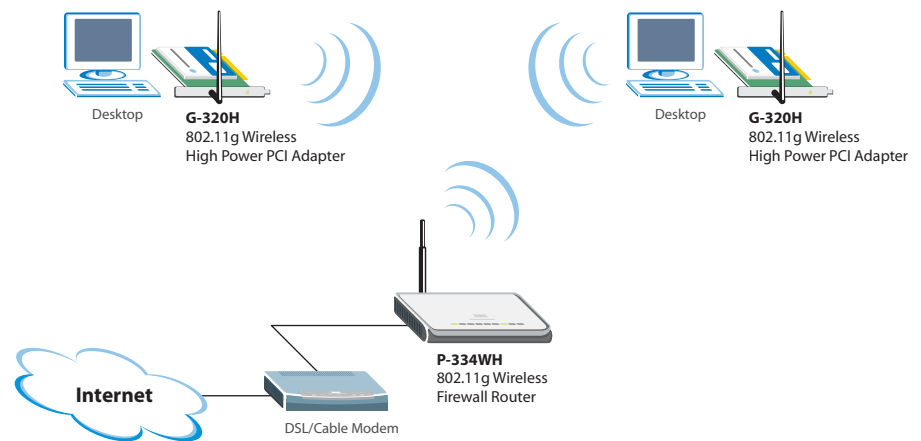 Desktop
G-320H
802.11g Wireless
High Power PCI Adapter
Desktop
G-320H
802.11g Wireless
High Power PCI Adapter
P-334WH
802.11g Wireless
Firewall Router
Internet
DSL/Cable Modem